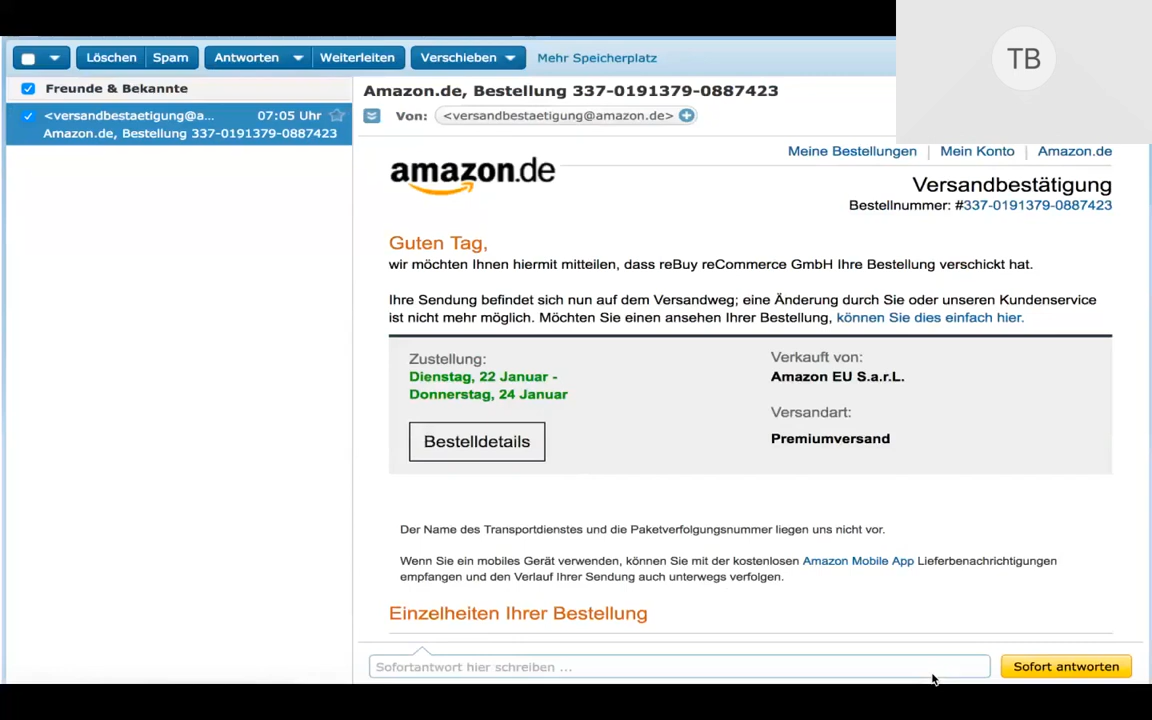 TB
Löschen Spam Antworten Weiterleiten Verschieben Mehr Speicherplatz
Freunde & Bekannte
<versandbestaetigung@a... 07:05 Uhr
Amazon.de, Bestellung 337-0191379-0887423
Amazon.de, Bestellung 337-0191379-0887423
Von: <versandbestaetigung@amazon.de>
Meine Bestellungen | Mein Konto | Amazon.de
amazon.de
Versandbestätigung
Bestellnummer: #337-0191379-0887423
Guten Tag,
wir möchten Ihnen hiermit mitteilen, dass reBuy reCommerce GmbH Ihre Bestellung verschickt hat.
Ihre Sendung befindet sich nun auf dem Versandweg; eine Änderung durch Sie oder unseren Kundenservice
ist nicht mehr möglich. Möchten Sie einen ansehen Ihrer Bestellung, können Sie dies einfach hier.
Zustellung:
Dienstag, 22 Januar -
Donnerstag, 24 Januar
Bestelldetails
Verkauft von:
Amazon EU S.a.r.L.
Versandart:
Premiumversand
Der Name des Transportdienstes und die Paketverfolgungsnummer liegen uns nicht vor.
Wenn Sie ein mobiles Gerät verwenden, können Sie mit der kostenlosen Amazon Mobile App Lieferbenachrichtigungen
empfangen und den Verlauf Ihrer Sendung auch unterwegs verfolgen.
Einzelheiten Ihrer Bestellung
Sofortantwort hier schreiben ... Sofort antworten